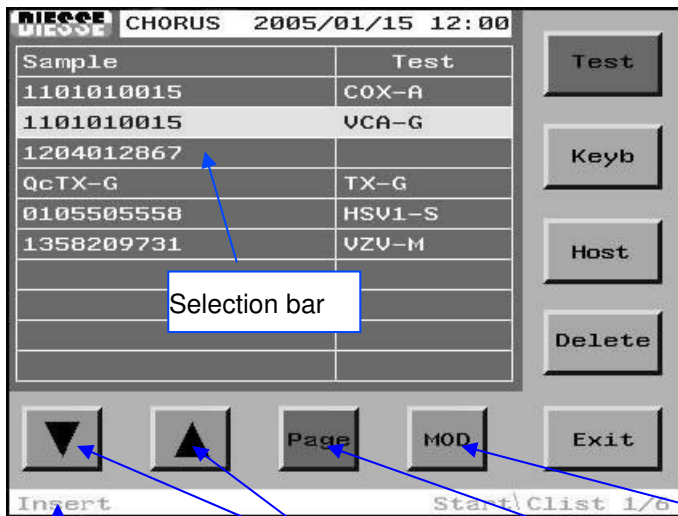 DIESSE CHORUS 2005/01/15 12:00
Sample Test
1101010015 COX-A
1101010015 VCA-G
1204012867
QcTX-G TX-G
0105505558 HSV1-S
1358209731 VZV-M
Selection bar
Test
Keyb
Host
Delete
Page MOD Exit
Insert Start\Clist 1/6